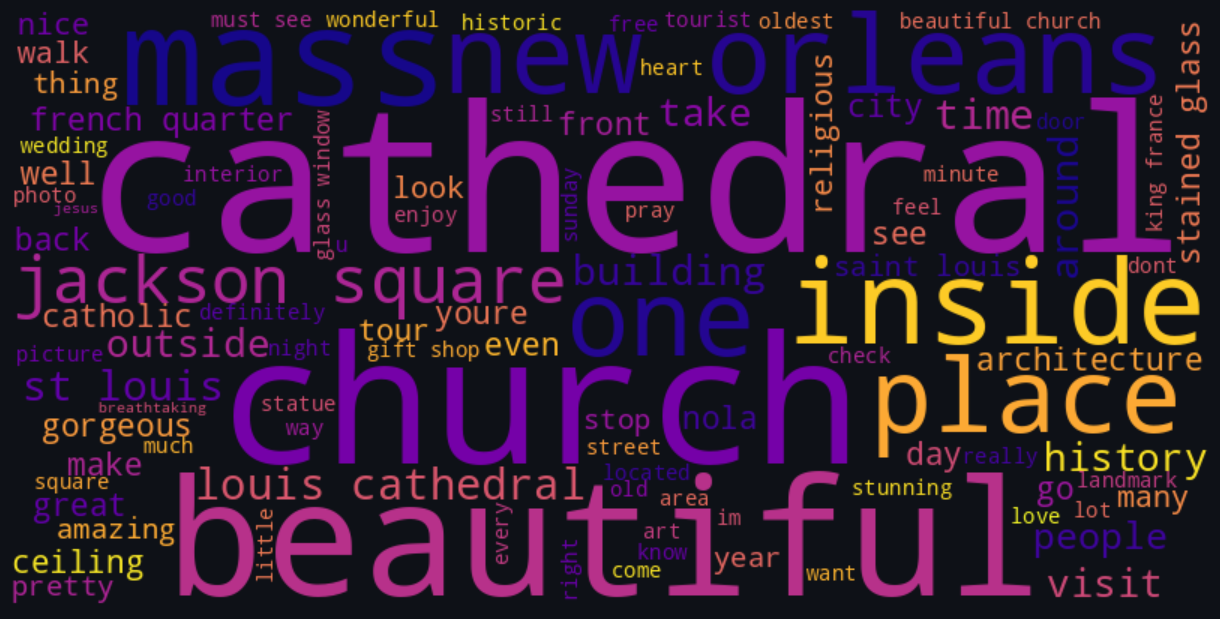 nice
must see
wonderful
historic
free
tourist
oldest
beautiful church
walk
mass
new orleans
heart
thing
religious
stained glass
french quarter
still
front
take
city
time
door
wedding
cathedral
glass window
sunday
around
king france
well
interior
look
minute
photo
good
enjoy
pray
feel
jesus
see
back
u
jackson square
building
saint louis
dont
inside
one
catholic
definitely
youre
tour
outside
night
gift shop
even
picture
check
architecture
st louis
church
place
breathtaking
statue
gorgeous
way
stop
nola
much
street
day
really
history
make
square
louis cathedral
located
old
area
stunning
go
landmark
great
beautiful
many
lot
amazing
little
every
art
im
love
know
people
ceiling
right
come
year
want
pretty
visit